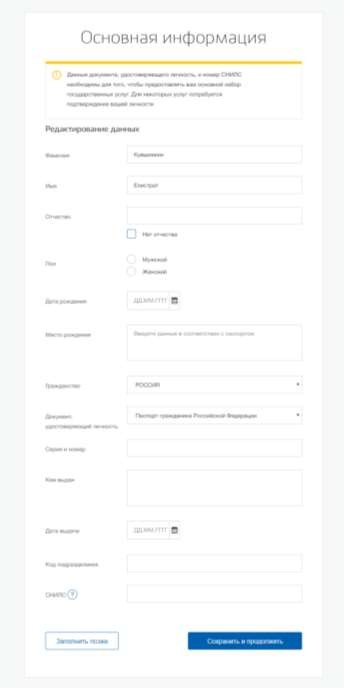 Основная информация
Данные документа, удостоверяющего личность, и номер СНИЛС
необходимы для того, чтобы предоставлять вам основной набор
государственных услуг. Для некоторых услуг потребуется
подтверждение вашей личности
Редактирование данных
Фамилия
Кувшинкин
Имя
Елистрат
Отчество
Нет отчества
Пол
Мужской
Женский
Дата рождения
ДД.ММ.ГГГГ
Место рождения
Введите данные в соответствии с паспортом
Гражданство
РОССИЯ
Документ,
удостоверяющий личность
Паспорт гражданина Российской Федерации
Серия и номер
Кем выдан
Дата выдачи
ДД.ММ.ГГГГ
Код подразделения
СНИЛС ?
Заполнить позже
Сохранить и продолжить